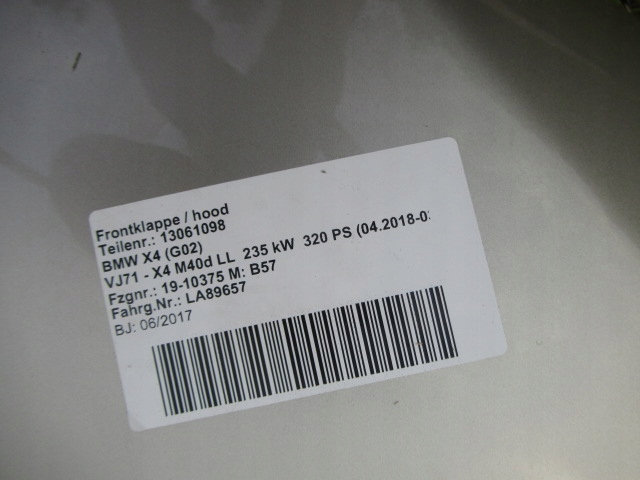 Frontklappe / hood
Teilenr.: 13061098
BMW X4 (G02)
VJ71 - X4 M40d LL 235 kW 320 PS (04.2018-0
Fzgnr.: 19-10375 M: B57
Fahrg.Nr.: LA89657
BJ: 06/2017